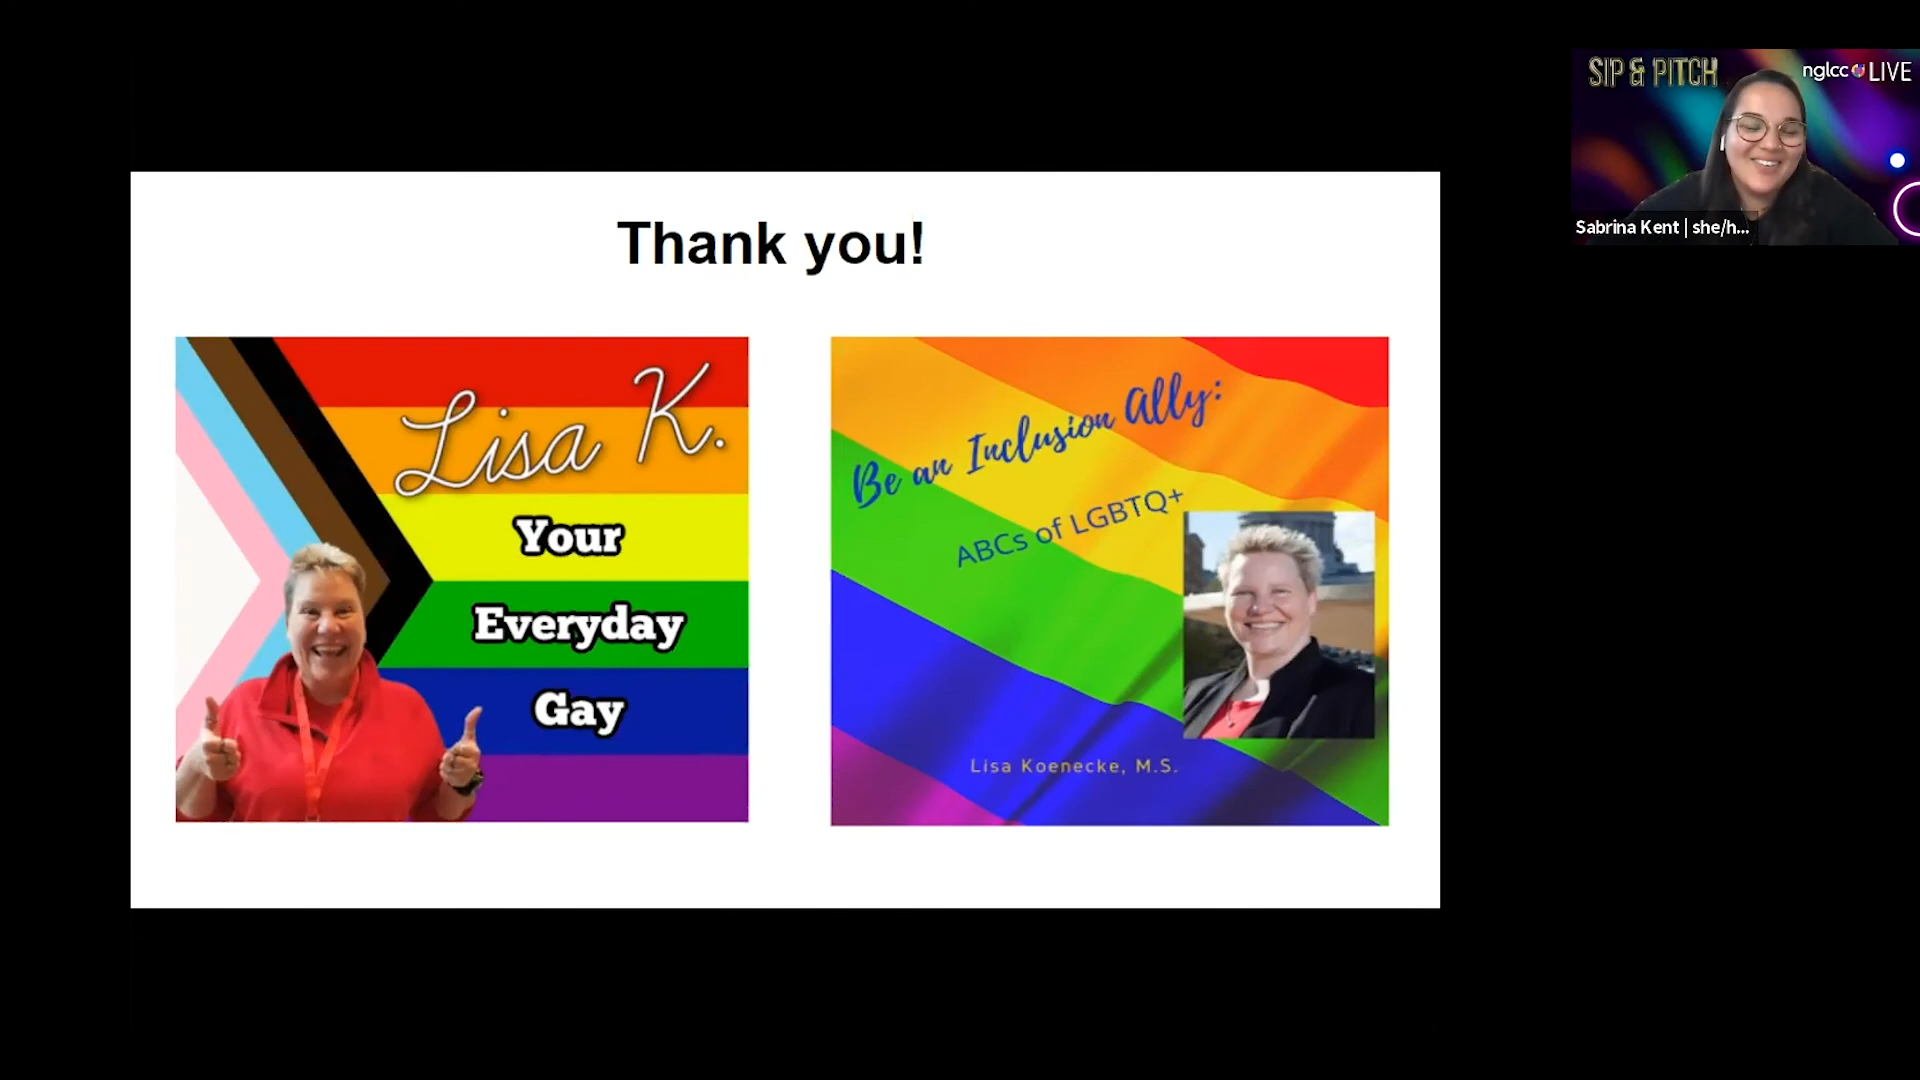 SIP & PITCH
nglcc LIVE
Sabrina Kent | she/h...
Thank you!
Lisa K.
Your
Everyday
Gay
Be an Inclusion Ally:
ABCs of LGBTQ+
Lisa Koenecke, M.S.